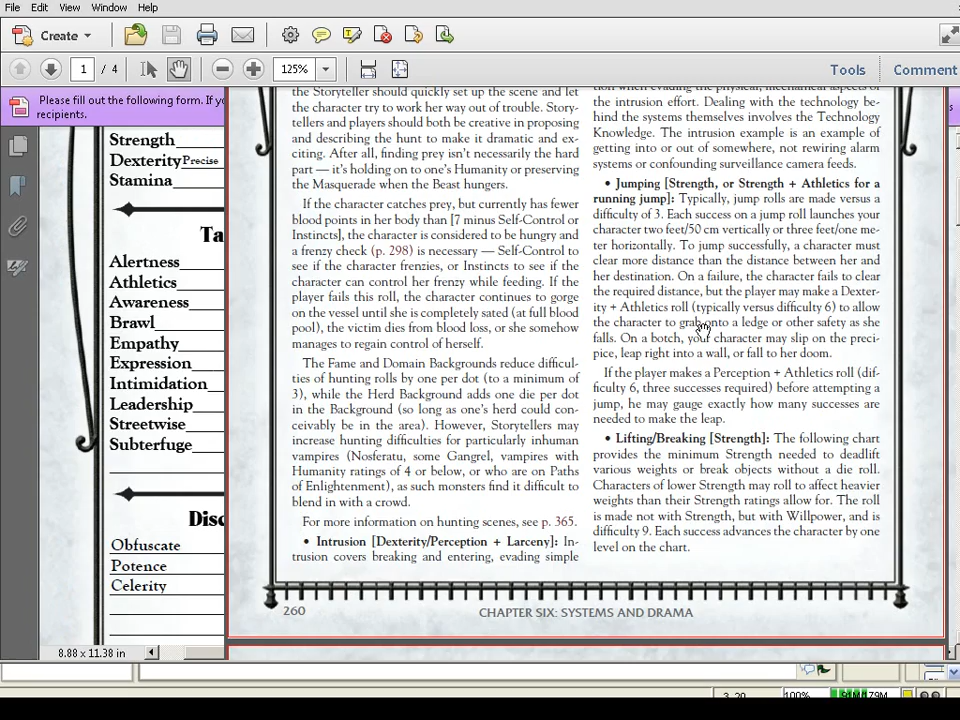 File Edit View Window Help
Create
1 / 4 125% Tools Comment
Please fill out the following form. If yo
recipients.
Strength
Dexterity Precise
Stamina
Ta
Alertness
Athletics
Awareness
Brawl
Empathy
Expression
Intimidation
Leadership
Streetwise
Subterfuge
Disc
Obfuscate
Potence
Celerity
8.88 x 11.38 in
the Storyteller should quickly set up the scene and let
the character try to work her way out of trouble. Story-
tellers and players should both be creative in proposing
and describing the hunt to make it dramatic and ex-
citing. After all, finding prey isn't necessarily the hard
part — it's holding on to one's Humanity or preserving
the Masquerade when the Beast hungers.
If the character catches prey, but currently has fewer
blood points in her body than [7 minus Self-Control or
Instincts], the character is considered to be hungry and
a frenzy check (p. 298) is necessary — Self-Control to
see if the character frenzies, or Instincts to see if the
character can control her frenzy while feeding. If the
player fails this roll, the character continues to gorge
on the vessel until she is completely sated (at full blood
pool), the victim dies from blood loss, or she somehow
manages to regain control of herself.
The Fame and Domain Backgrounds reduce difficul-
ties of hunting rolls by one per dot (to a minimum of
3), while the Herd Background adds one die per dot
in the Background (so long as one's herd could con-
ceivably be in the area). However, Storytellers may
increase hunting difficulties for particularly inhuman
vampires (Nosferatu, some Gangrel, vampires with
Humanity ratings of 4 or below, or who are on Paths
of Enlightenment), as such monsters find it difficult to
blend in with a crowd.
For more information on hunting scenes, see p. 365.
• Intrusion [Dexterity/Perception + Larceny]: In-
trusion covers breaking and entering, evading simple
tion when evading the physical, mechanical aspects of
the intrusion effort. Dealing with the technology be-
hind the systems themselves involves the Technology
Knowledge. The intrusion example is an example of
getting into or out of somewhere, not rewiring alarm
systems or confounding surveillance camera feeds.
• Jumping [Strength, or Strength + Athletics for a
running jump]: Typically, jump rolls are made versus a
difficulty of 3. Each success on a jump roll launches your
character two feet/50 cm vertically or three feet/one me-
ter horizontally. To jump successfully, a character must
clear more distance than the distance between her and
her destination. On a failure, the character fails to clear
the required distance, but the player may make a Dexter-
ity + Athletics roll (typically versus difficulty 6) to allow
the character to grab onto a ledge or other safety as she
falls. On a botch, your character may slip on the preci-
pice, leap right into a wall, or fall to her doom.
If the player makes a Perception + Athletics roll (dif-
ficulty 6, three successes required) before attempting a
jump, he may gauge exactly how many successes are
needed to make the leap.
• Lifting/Breaking [Strength]: The following chart
provides the minimum Strength needed to deadlift
various weights or break objects without a die roll.
Characters of lower Strength may roll to affect heavier
weights than their Strength ratings allow for. The roll
is made not with Strength, but with Willpower, and is
difficulty 9. Each success advances the character by one
level on the chart.
260 CHAPTER SIX: SYSTEMS AND DRAMA
3, 20 100% 91M/179M